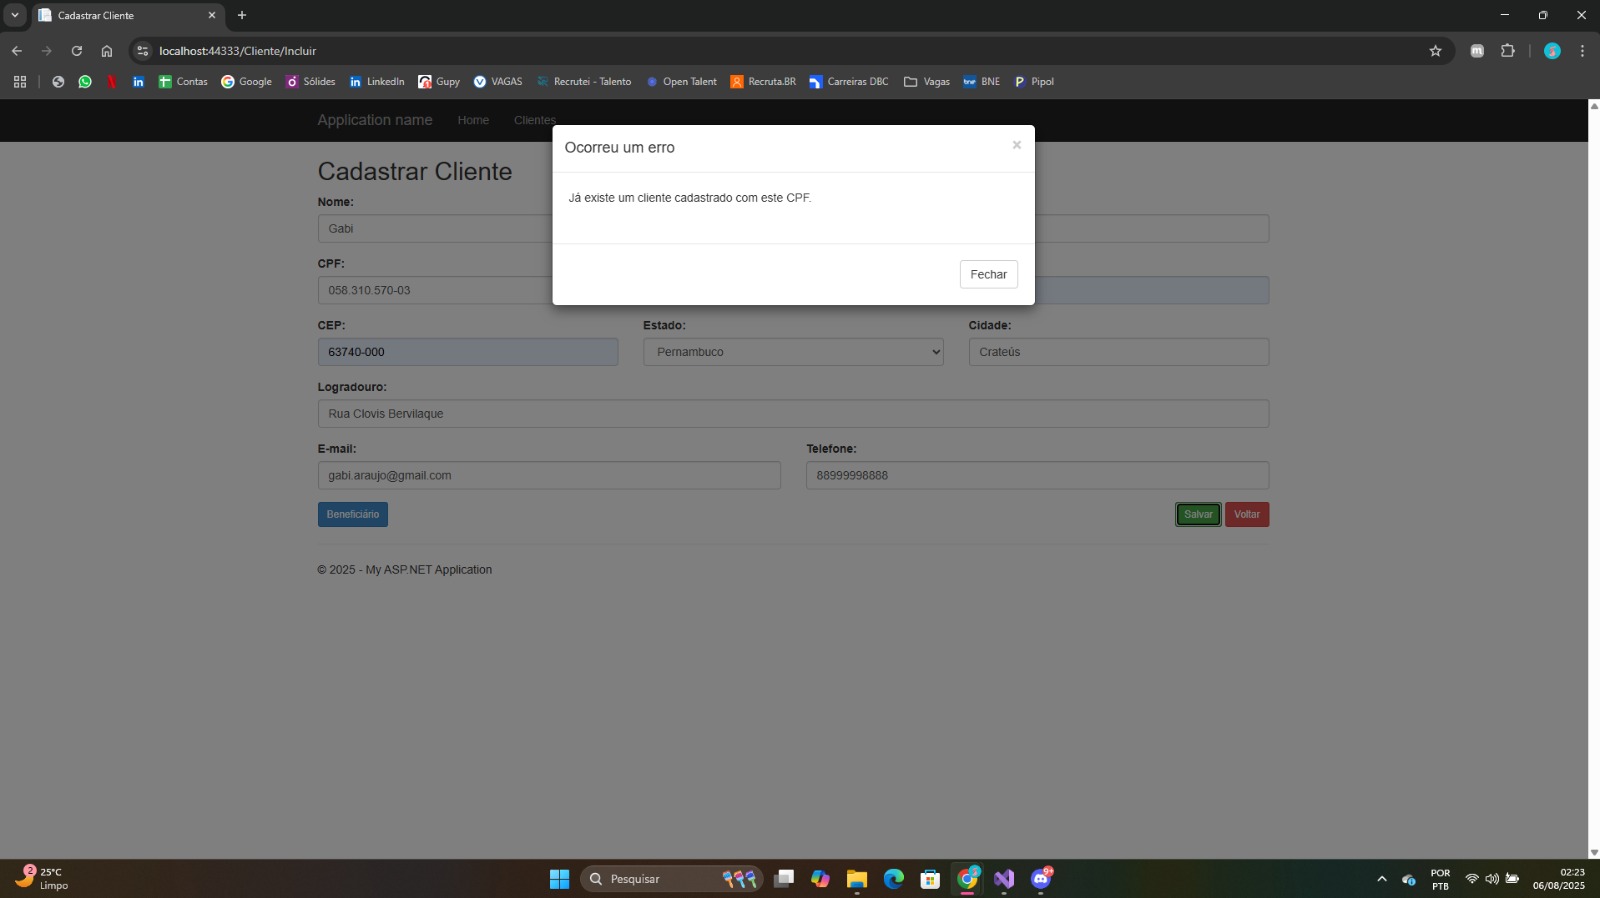 Cadastrar Cliente
localhost:44333/Cliente/Incluir
Contas
Google
Sólides
LinkedIn
Gupy
VAGAS
Recrutei - Talento
Open Talent
Recruta.BR
Carreiras DBC
Vagas
BNE
Pipol
Application name
Home
Clientes
Ocorreu um erro
×
Já existe um cliente cadastrado com este CPF.
Fechar
Cadastrar Cliente
Nome:
Gabi
CPF:
058.310.570-03
CEP:
Estado:
Cidade:
63740-000
Pernambuco
Crateús
Logradouro:
Rua Clovis Bervilaque
E-mail:
Telefone:
gabi.araujo@gmail.com
88999998888
Beneficiário
Salvar
Voltar
© 2025 - My ASP.NET Application
2
25°C
Limpo
Pesquisar
9+
POR
PTB
02:23
06/08/2025